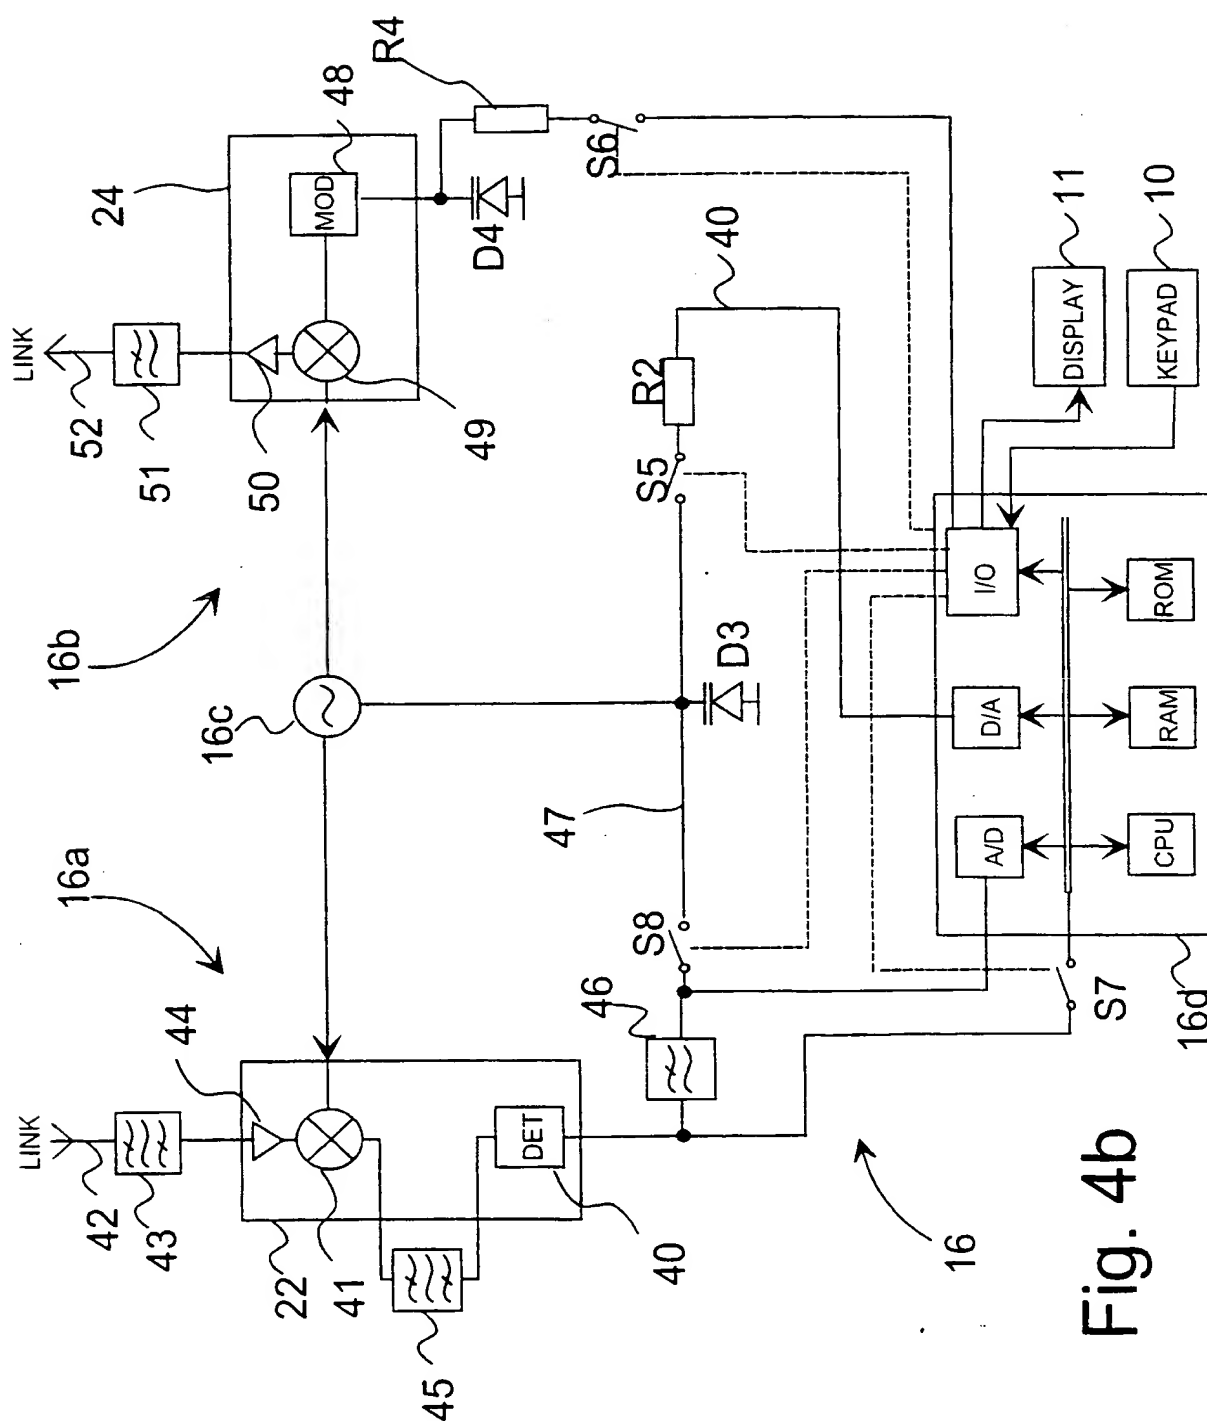 LINK
52
51
50
49
24
MOD
48
R4
S6
D4
16b
16c
16a
LINK
42
43
44
22
41
45
DET
40
46
S8
47
D3
S5
R2
40
DISPLAY
11
KEYPAD
10
I/O
D/A
A/D
ROM
RAM
CPU
S7
16d
16
Fig. 4b